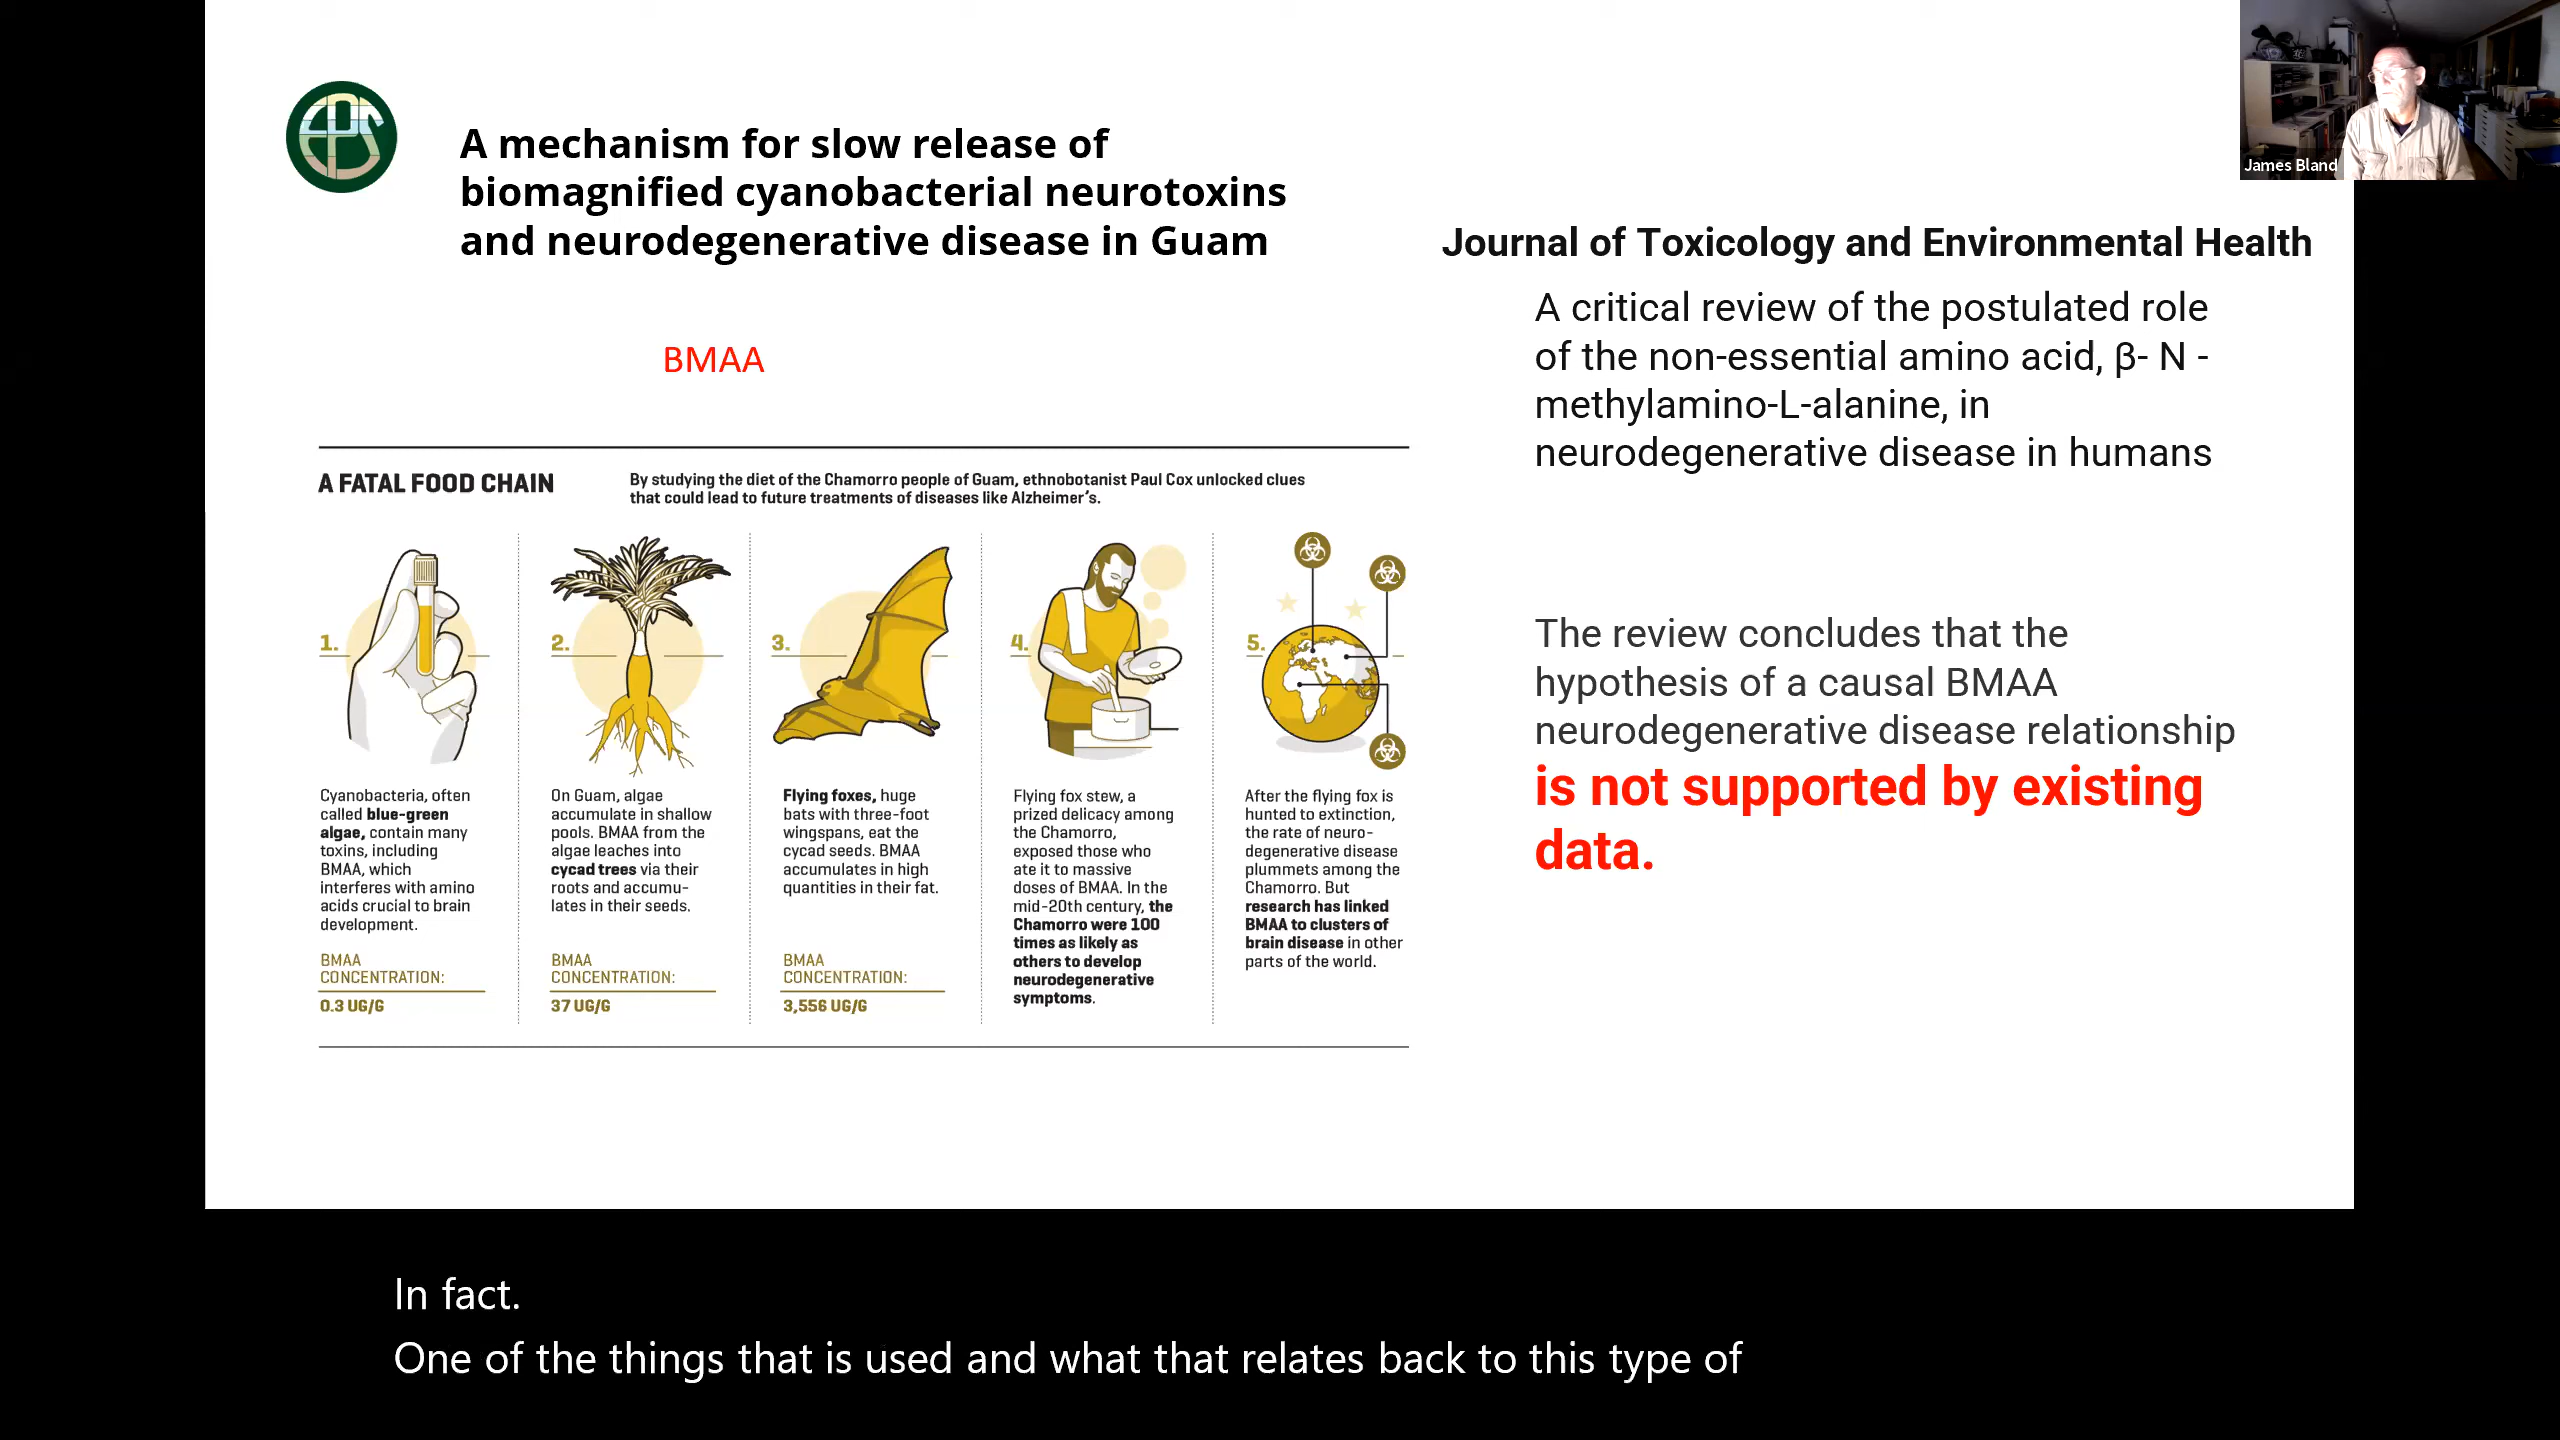 A mechanism for slow release of
biomagnified cyanobacterial neurotoxins
and neurodegenerative disease in Guam
BMAA
A FATAL FOOD CHAIN
By studying the diet of the Chamorro people of Guam, ethnobotanist Paul Cox unlocked clues
that could lead to future treatments of diseases like Alzheimer's.
1.
Cyanobacteria, often
called blue-green
algae, contain many
toxins, including
BMAA, which
interferes with amino
acids crucial to brain
development.
BMAA
CONCENTRATION:
0.3 UG/G
2.
On Guam, algae
accumulate in shallow
pools. BMAA from the
algae leaches into
cycad trees via their
roots and accumu-
lates in their seeds.
BMAA
CONCENTRATION:
37 UG/G
3.
Flying foxes, huge
bats with three-foot
wingspans, eat the
cycad seeds. BMAA
accumulates in high
quantities in their fat.
BMAA
CONCENTRATION:
3,556 UG/G
4.
Flying fox stew, a
prized delicacy among
the Chamorro,
exposed those who
ate it to massive
doses of BMAA. In the
mid-20th century, the
Chamorro were 100
times as likely as
others to develop
neurodegenerative
symptoms.
5.
After the flying fox is
hunted to extinction,
the rate of neuro-
degenerative disease
plummets among the
Chamorro. But
research has linked
BMAA to clusters of
brain disease in other
parts of the world.
Journal of Toxicology and Environmental Health
A critical review of the postulated role
of the non-essential amino acid, β- N -
methylamino-L-alanine, in
neurodegenerative disease in humans
The review concludes that the
hypothesis of a causal BMAA
neurodegenerative disease relationship
is not supported by existing
data.
James Bland
In fact.
One of the things that is used and what that relates back to this type of